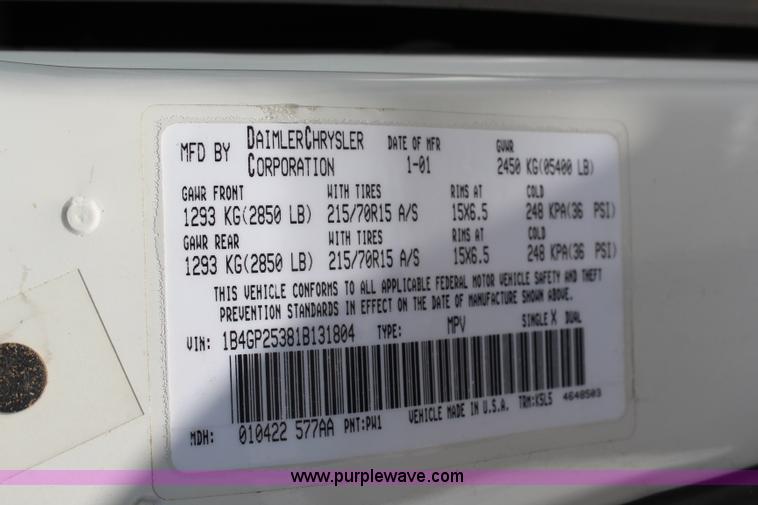 MFD BY DAIMLERCHRYSLER CORPORATION DATE OF MFR 1-01 GVWR 2450 KG(05400 LB)
GAWR FRONT WITH TIRES RIMS AT COLD
1293 KG(2850 LB) 215/70R15 A/S 15X6.5 248 KPA(36 PSI)
GAWR REAR WITH TIRES RIMS AT COLD
1293 KG(2850 LB) 215/70R15 A/S 15X6.5 248 KPA(36 PSI)
THIS VEHICLE CONFORMS TO ALL APPLICABLE FEDERAL MOTOR VEHICLE SAFETY AND THEFT
PREVENTION STANDARDS IN EFFECT ON THE DATE OF MANUFACTURE SHOWN ABOVE.
VIN: 1B4GP25381B131804 TYPE: MPV SINGLE X DUAL
MDH: 010422 577AA PNT:PW1 VEHICLE MADE IN U.S.A. TRM:K5L5 4648503
www.purplewave.com